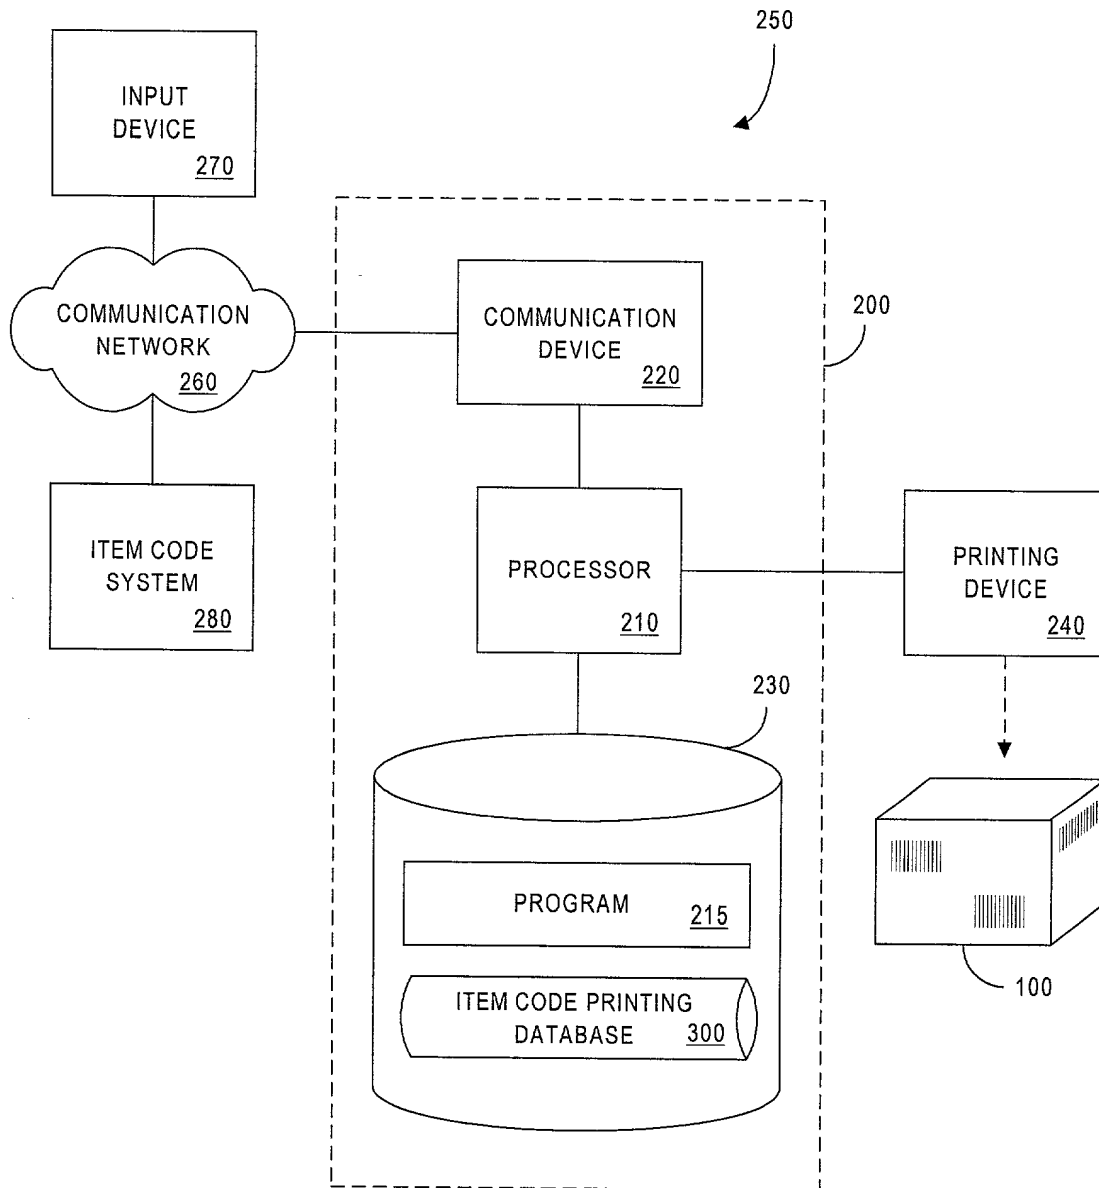 250
INPUT
DEVICE
270
COMMUNICATION
NETWORK
260
COMMUNICATION
DEVICE
220
200
ITEM CODE
SYSTEM
280
PROCESSOR
210
PRINTING
DEVICE
240
230
PROGRAM
215
ITEM CODE PRINTING
DATABASE
300
100